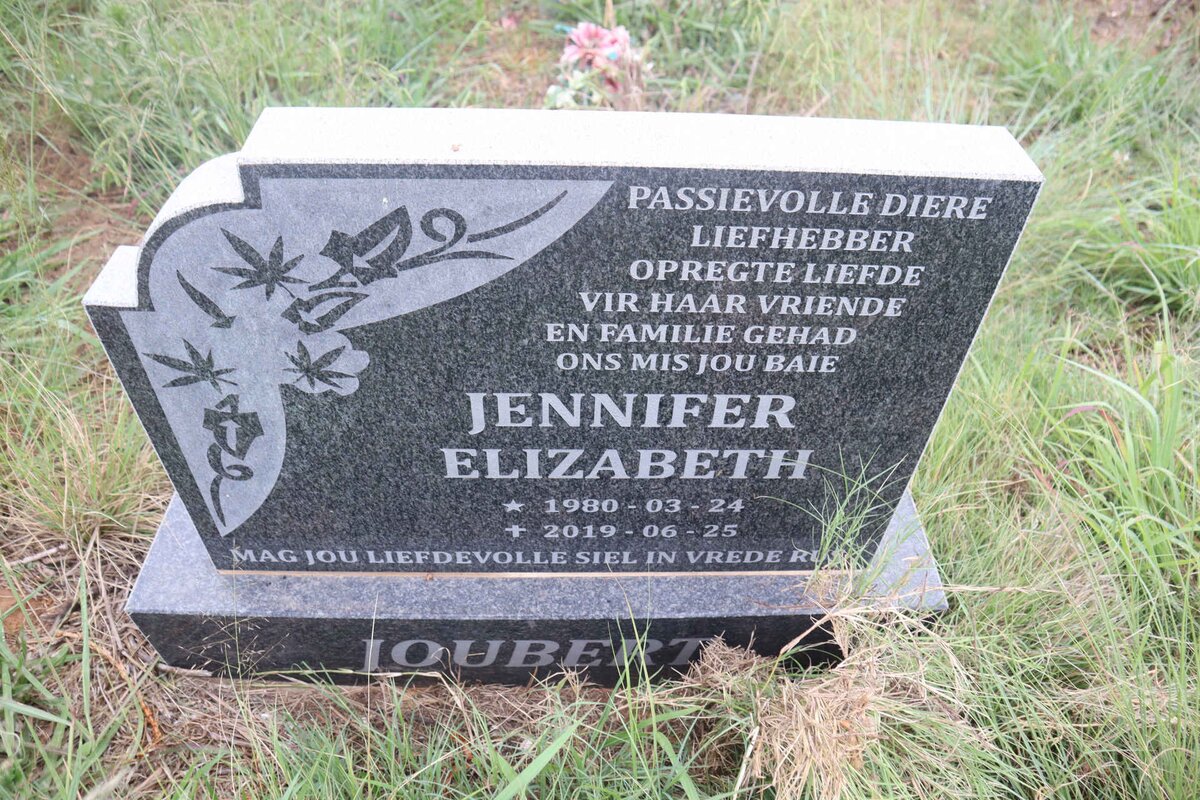 PASSIEVOLLE DIERE
LIEFHEBBER
OPREGTE LIEFDE
VIR HAAR VRIENDE
EN FAMILIE GEHAD
ONS MIS JOU BAIE
JENNIFER
ELIZABETH
★ 1980 - 03 - 24
✝ 2019 - 06 - 25
MAG JOU LIEFDEVOLLE SIEL IN VREDE
JOUBERT